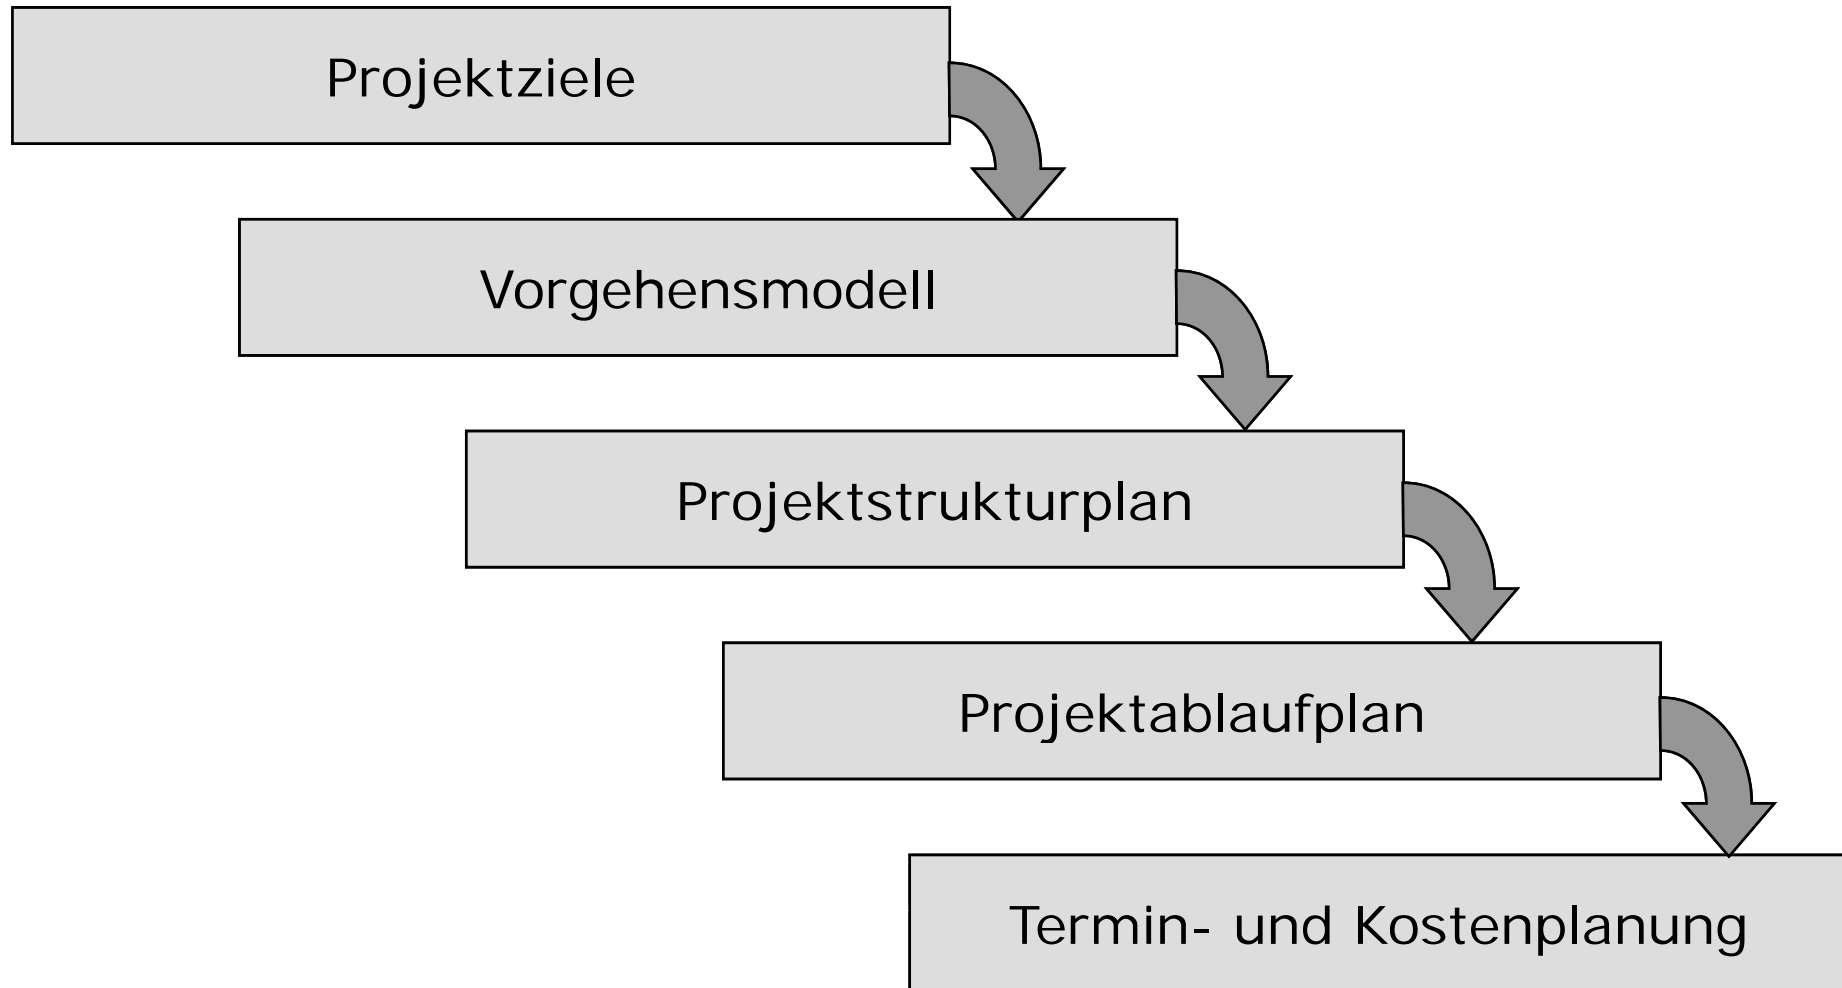 Projektziele
Vorgehensmodell
Projektstrukturplan
Projektablaufplan
Termin- und Kostenplanung